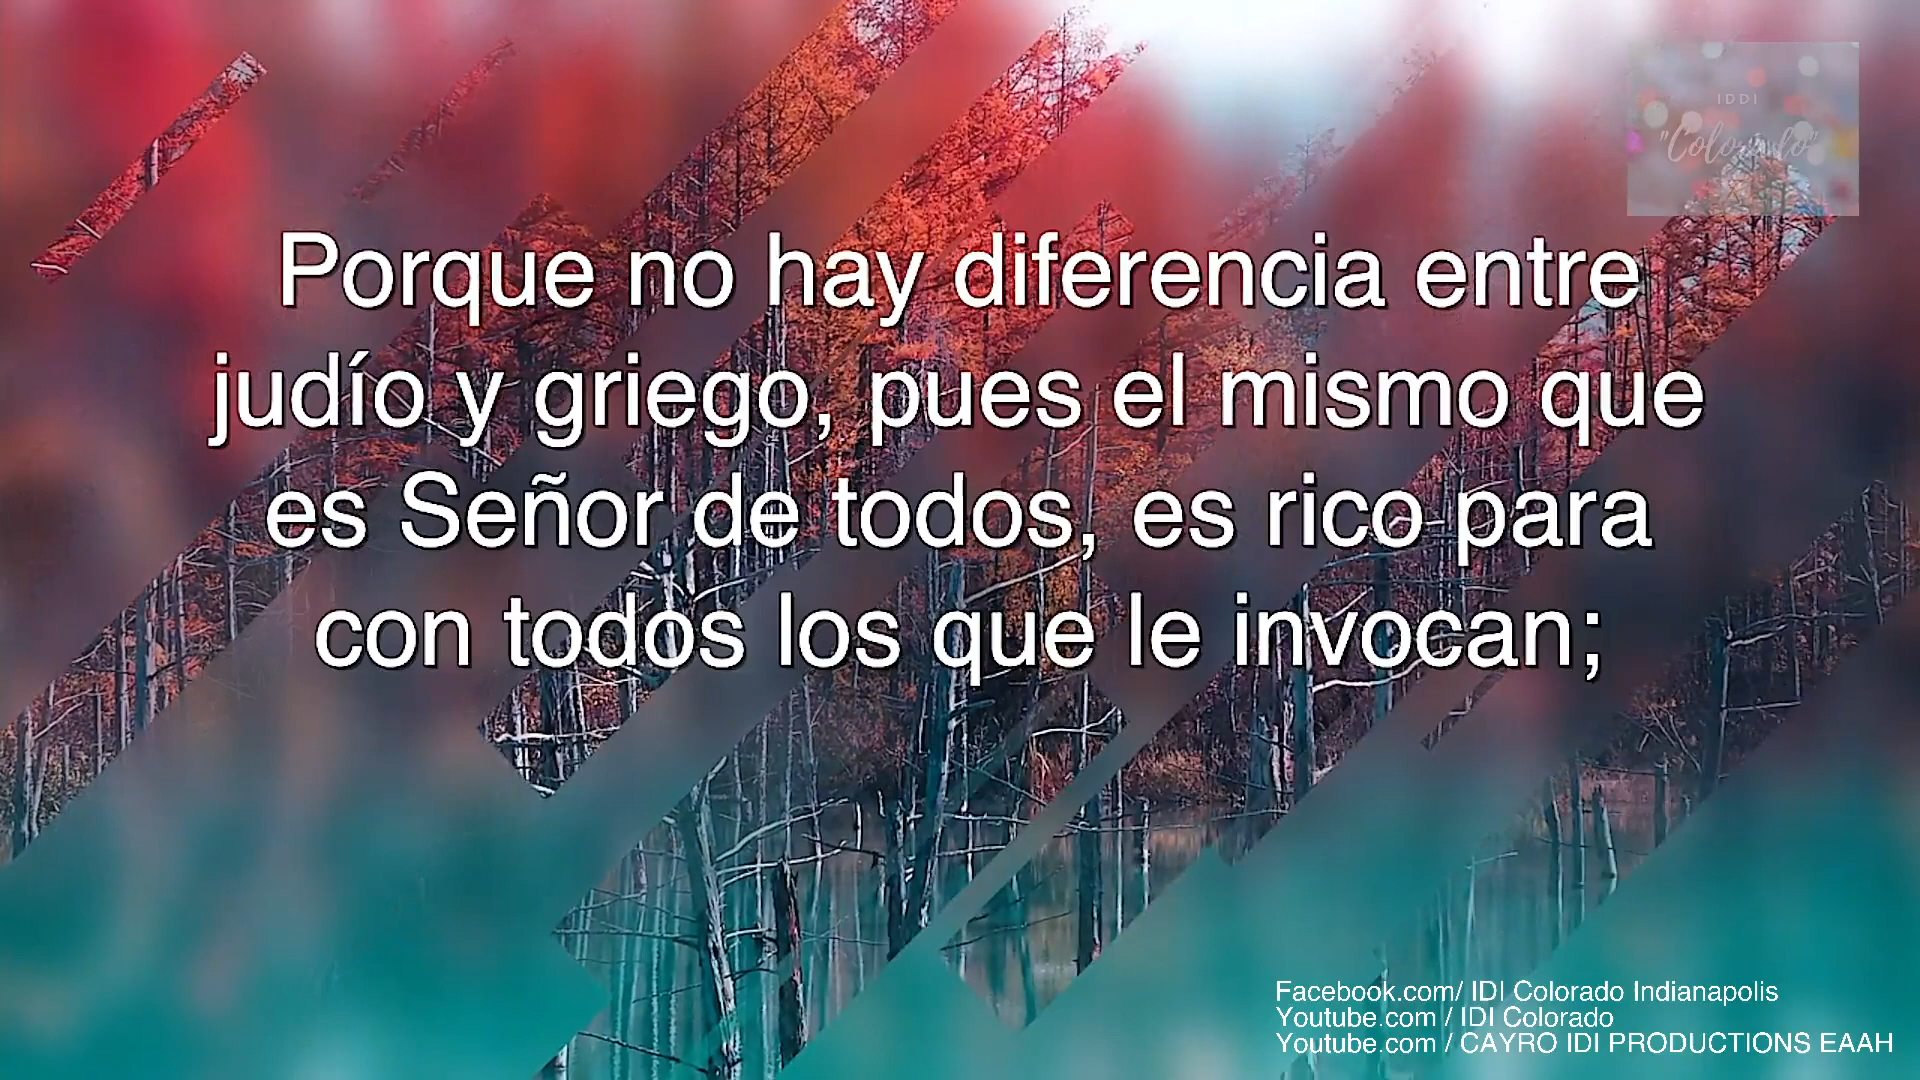 IDDI
"Colorado"
Porque no hay diferencia entre
judío y griego, pues el mismo que
es Señor de todos, es rico para
con todos los que le invocan;
Facebook.com/ IDI Colorado Indianapolis
Youtube.com / IDI Colorado
Youtube.com / CAYRO IDI PRODUCTIONS EAAH